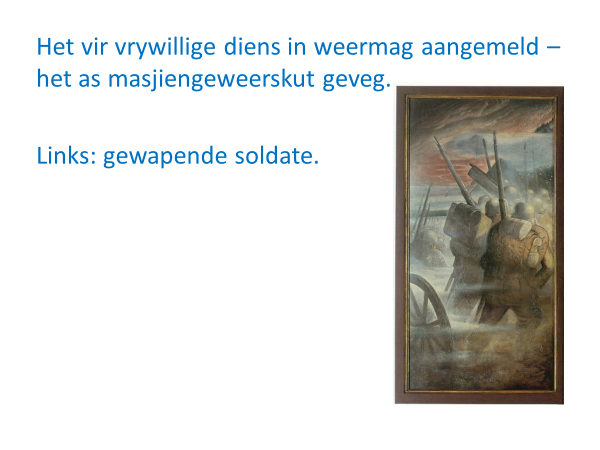 Het vir vrywillige diens in weermag aangemeld –
het as masjiengeweerskut geveg.
Links: gewapende soldate.